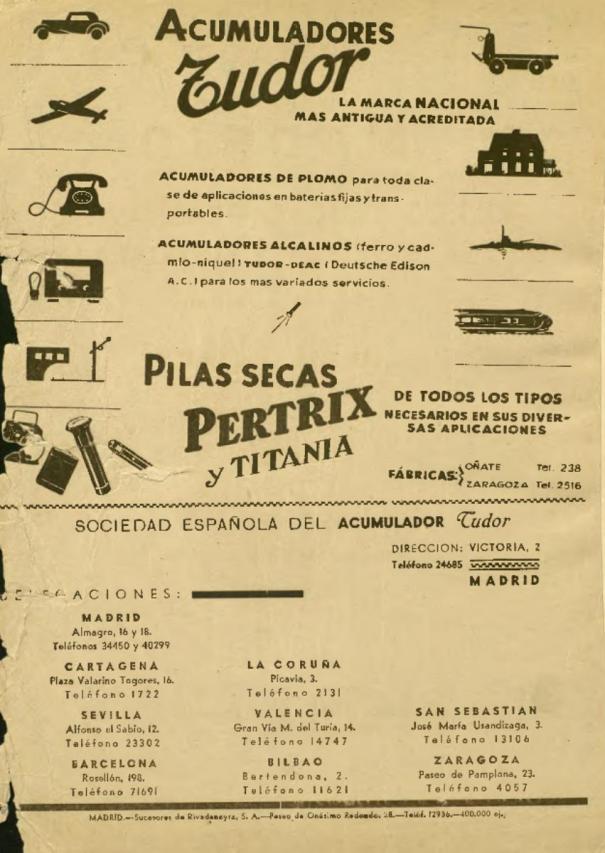 ACUMULADORES
Tudor
LA MARCA NACIONAL
MAS ANTIGUA Y ACREDITADA
ACUMULADORES DE PLOMO para toda cla-
se de aplicaciones en baterias fijas y trans-
portables.
ACUMULADORES ALCALINOS (ferro y cad-
mio-niquel) TUDOR-DEAC (Deutsche Edison
A.C.) para los mas variados servicios.
PILAS SECAS
PERTRIX
y TITANIA
DE TODOS LOS TIPOS
NECESARIOS EN SUS DIVER-
SAS APLICACIONES
FÁBRICAS: OÑATE Tel. 238
ZARAGOZA Tel. 2516
SOCIEDAD ESPAÑOLA DEL ACUMULADOR Tudor
DIRECCION: VICTORIA, 2
Teléfono 24685
MADRID
DELEGACIONES:
MADRID
Almagro, 16 y 18.
Teléfonos 34450 y 40299
CARTAGENA
Plaza Valarino Togores, 16.
Teléfono 1722
SEVILLA
Alfonso el Sabio, 12.
Teléfono 23302
BARCELONA
Rosellón, 198.
Teléfono 71691
LA CORUÑA
Picavia, 3.
Teléfono 2131
VALENCIA
Gran Vía M. del Turia, 14.
Teléfono 14747
BILBAO
Bertendona, 2.
Teléfono 11621
SAN SEBASTIAN
José María Usandizaga, 3.
Teléfono 13106
ZARAGOZA
Paseo de Pamplona, 23.
Teléfono 4057
MADRID.—Sucesores de Rivadeneyra, S. A.—Paseo de Onésimo Redondo, 28.—Teléf. 12936.—400.000 ej.